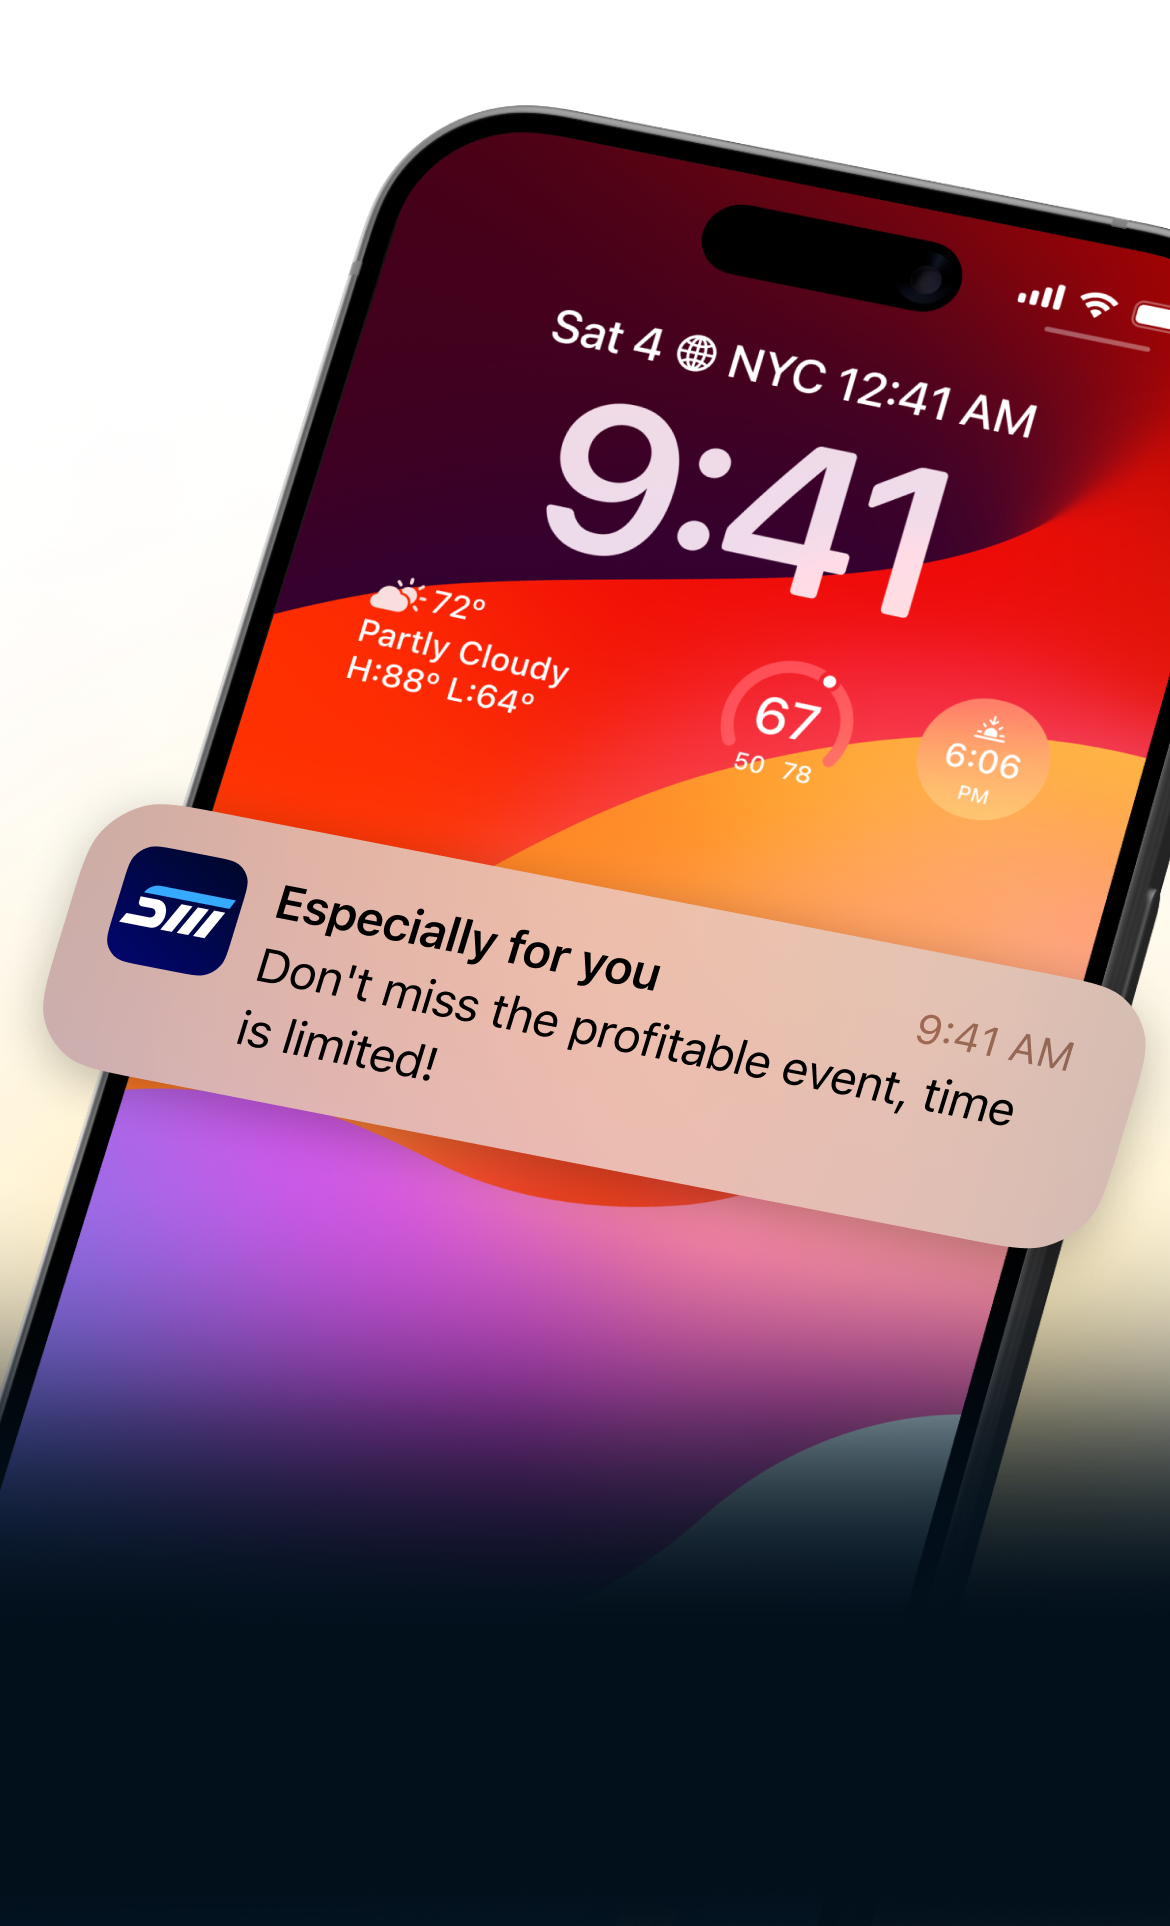 Sat 4 NYC 12:41 AM
9:41
72°
Partly Cloudy
H:88° L:64°
67
50 78
6:06
PM
Especially for you
9:41 AM
Don't miss the profitable event, time
is limited!